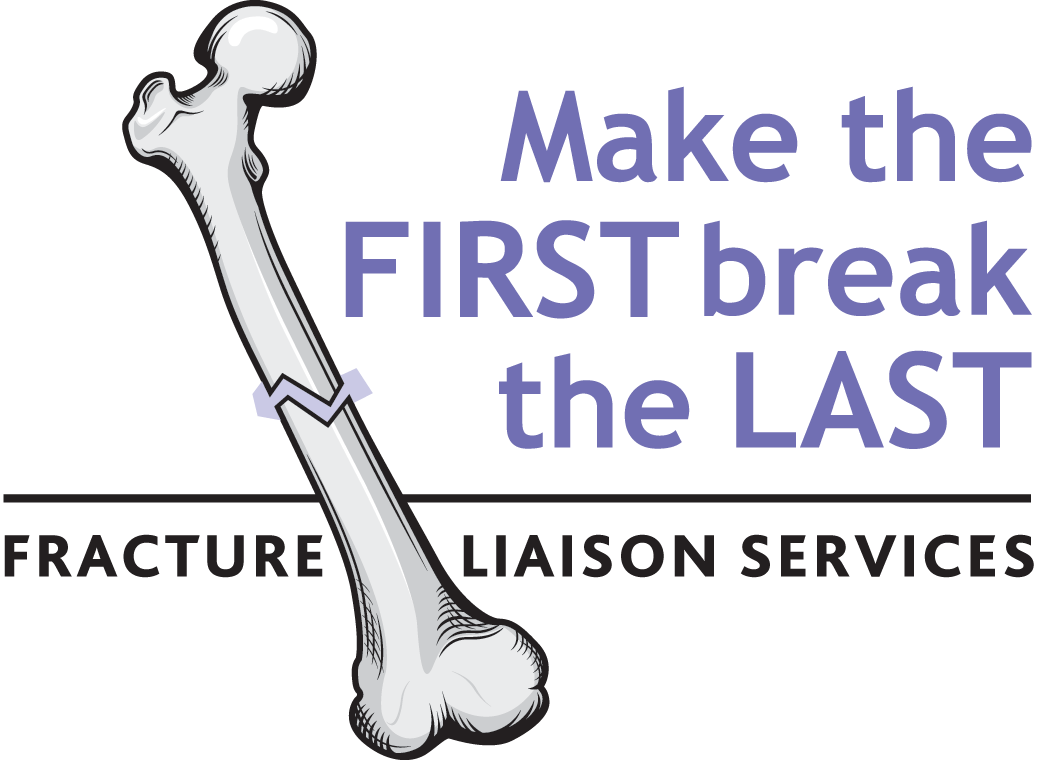 Make the
FIRST break
the LAST
FRACTURE LIAISON SERVICES